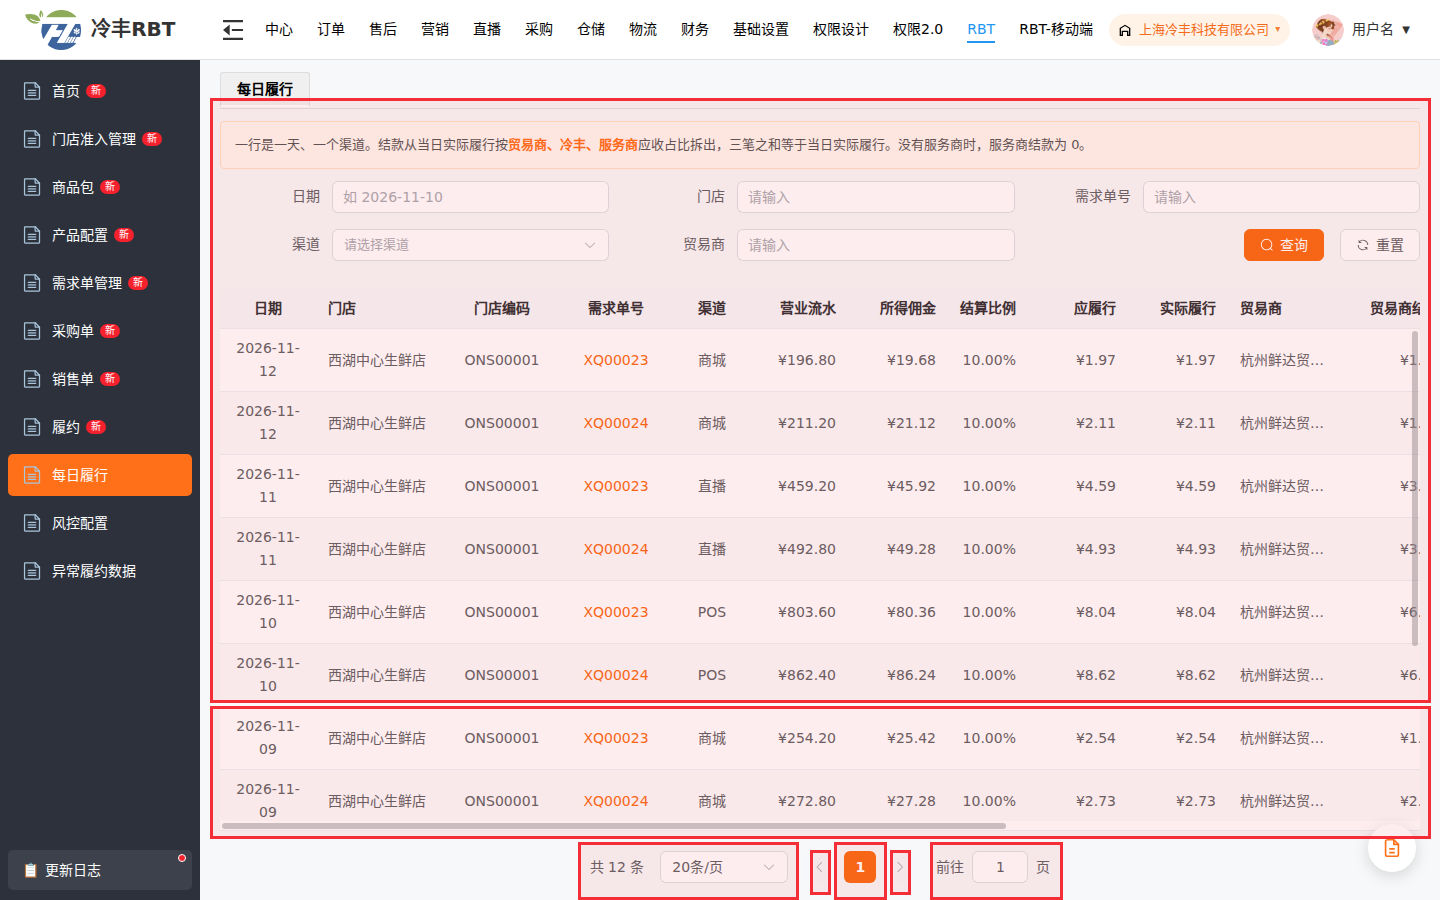 冷丰RBT
中心 订单 售后 营销 直播 采购 仓储 物流 财务 基础设置 权限设计 权限2.0 RBT RBT-移动端 上海冷丰科技有限公司 用户名
首页 新
门店准入管理 新
商品包 新
产品配置 新
需求单管理 新
采购单 新
销售单 新
履约 新
每日履行
风控配置
异常履约数据
更新日志
每日履行
一行是一天、一个渠道。结款从当日实际履行按贸易商、冷丰、服务商应收占比拆出，三笔之和等于当日实际履行。没有服务商时，服务商结款为 0。
日期 如 2026-11-10 门店 请输入 需求单号 请输入
渠道 请选择渠道 贸易商 请输入 查询 重置
日期 门店 门店编码 需求单号 渠道 营业流水 所得佣金 结算比例 应履行 实际履行 贸易商 贸易商结
2026-11-12 西湖中心生鲜店 ONS00001 XQ00023 商城 ¥196.80 ¥19.68 10.00% ¥1.97 ¥1.97 杭州鲜达贸... ¥1.
2026-11-12 西湖中心生鲜店 ONS00001 XQ00024 商城 ¥211.20 ¥21.12 10.00% ¥2.11 ¥2.11 杭州鲜达贸... ¥1.
2026-11-11 西湖中心生鲜店 ONS00001 XQ00023 直播 ¥459.20 ¥45.92 10.00% ¥4.59 ¥4.59 杭州鲜达贸... ¥3.
2026-11-11 西湖中心生鲜店 ONS00001 XQ00024 直播 ¥492.80 ¥49.28 10.00% ¥4.93 ¥4.93 杭州鲜达贸... ¥3.
2026-11-10 西湖中心生鲜店 ONS00001 XQ00023 POS ¥803.60 ¥80.36 10.00% ¥8.04 ¥8.04 杭州鲜达贸... ¥6.
2026-11-10 西湖中心生鲜店 ONS00001 XQ00024 POS ¥862.40 ¥86.24 10.00% ¥8.62 ¥8.62 杭州鲜达贸... ¥6.
2026-11-09 西湖中心生鲜店 ONS00001 XQ00023 商城 ¥254.20 ¥25.42 10.00% ¥2.54 ¥2.54 杭州鲜达贸... ¥1.
2026-11-09 西湖中心生鲜店 ONS00001 XQ00024 商城 ¥272.80 ¥27.28 10.00% ¥2.73 ¥2.73 杭州鲜达贸... ¥2.
共 12 条 20条/页 1 前往 1 页